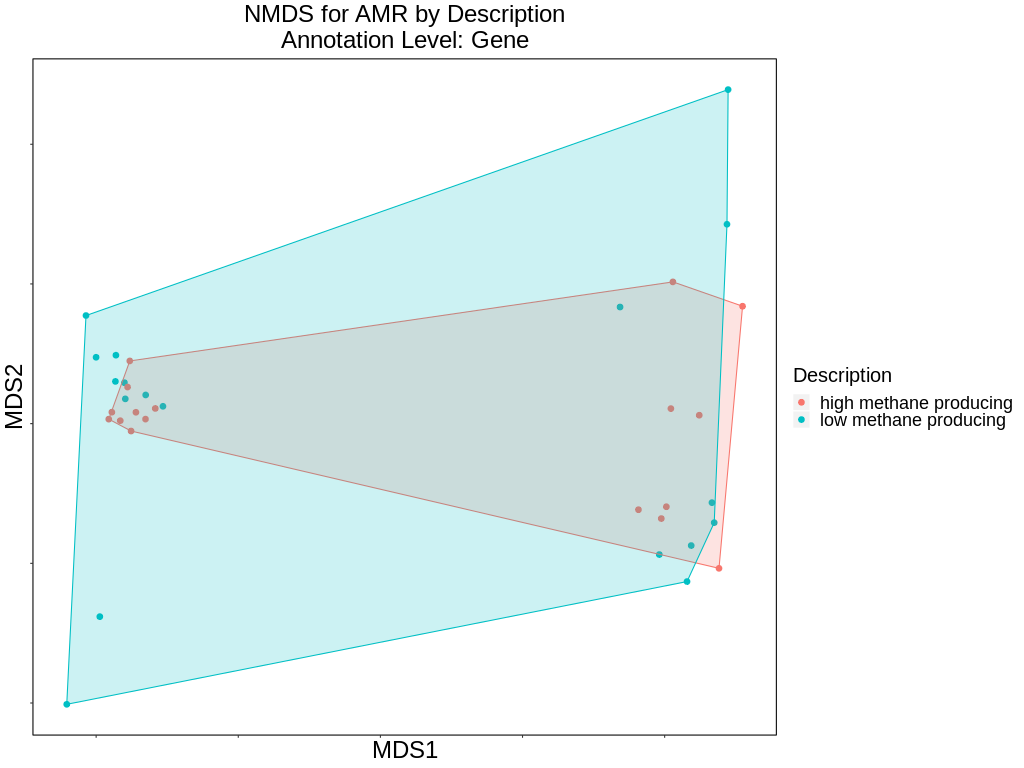 NMDS for AMR by Description
Annotation Level: Gene
MDS2
MDS1
Description
high methane producing
low methane producing